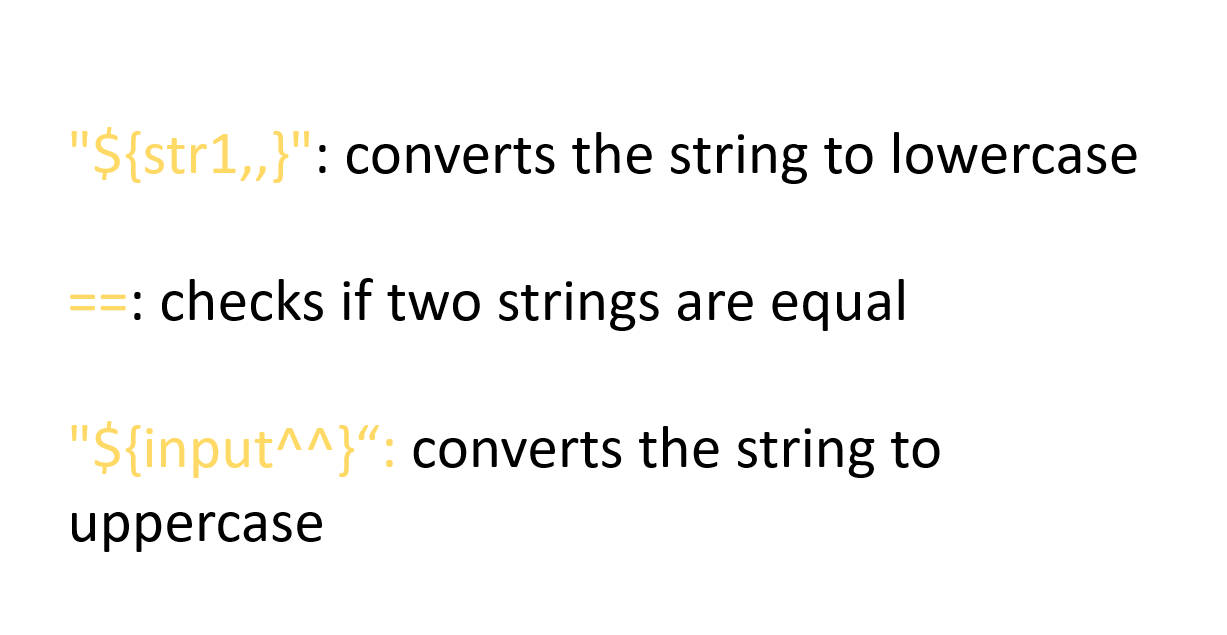 "${str1,,}": converts the string to lowercase
==: checks if two strings are equal
"${input^^}“: converts the string to
uppercase